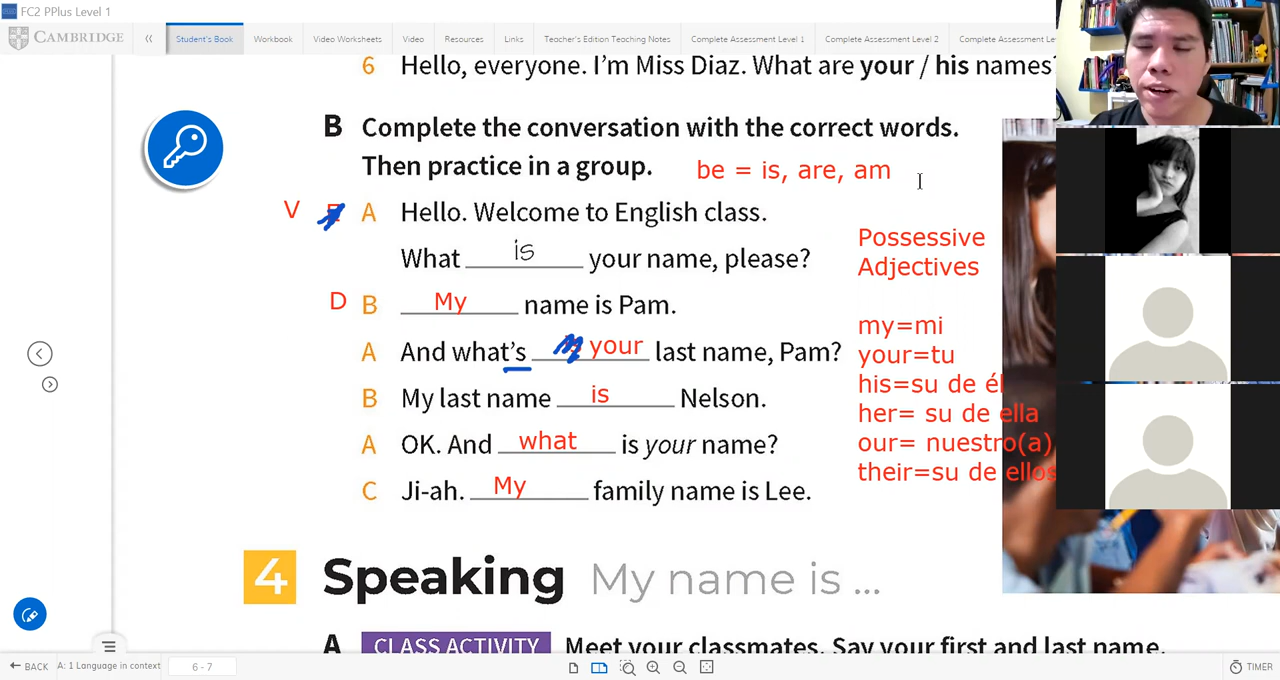 FC2 PPlus Level 1
CAMBRIDGE
Student's Book Workbook Video Worksheets Video Resources Links Teacher's Edition Teaching Notes Complete Assessment Level 1 Complete Assessment Level 2 Complete Assessment
6 Hello, everyone. I'm Miss Diaz. What are your / his names?
B Complete the conversation with the correct words.
Then practice in a group.
be = is, are, am
V A Hello. Welcome to English class.
What is your name, please?
Possessive
Adjectives
D B My name is Pam.
my=mi
A And what's your last name, Pam?
your=tu
his=su de él
B My last name is Nelson.
her= su de ella
A OK. And what is your name?
our= nuestro(a)
their=su de ellos
C Ji-ah. My family name is Lee.
4 Speaking My name is ...
A CLASS ACTIVITY Meet your classmates. Say your first and last name.
BACK A: 1 Language in context 6 - 7 TIMER